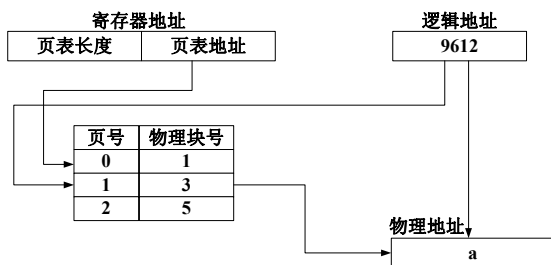 寄存器地址
页表长度 页表地址
逻辑地址
9612
页号 物理块号
0 1
1 3
2 5
物理地址
a